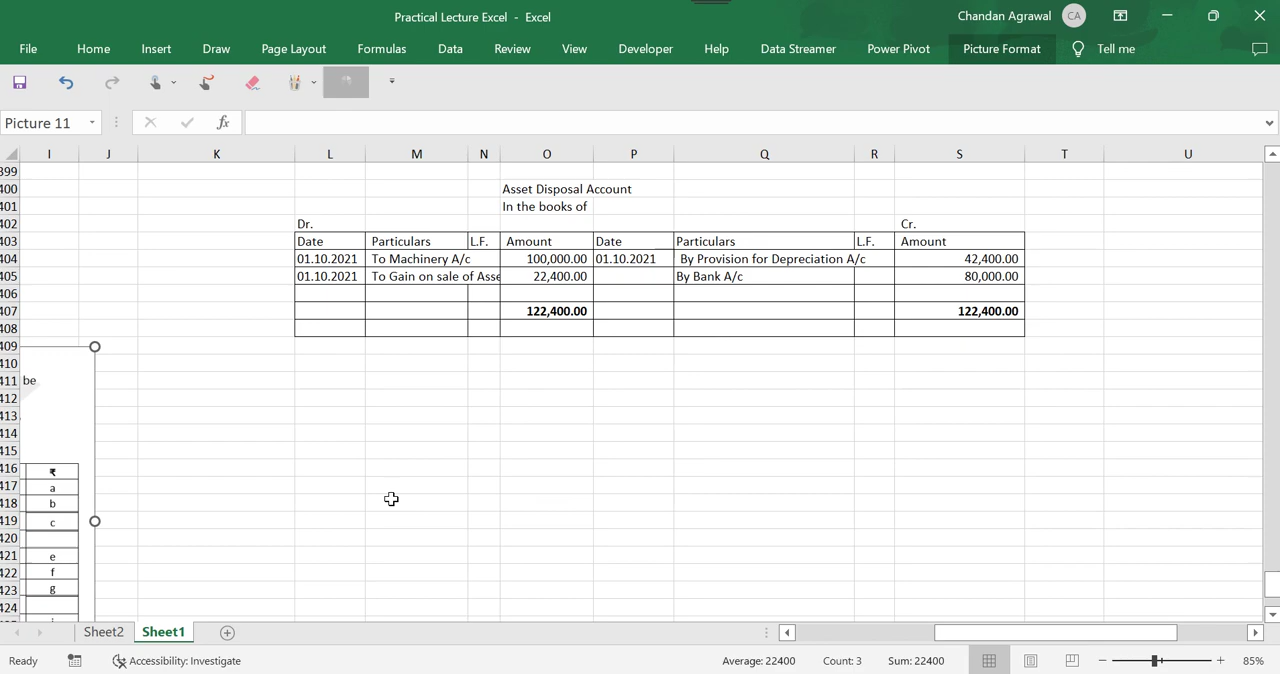 Practical Lecture Excel - Excel
Chandan Agrawal CA
File Home Insert Draw Page Layout Formulas Data Review View Developer Help Data Streamer Power Pivot Picture Format Tell me
Picture 11 fx
I J K L M N O P Q R S T U
399
400 Asset Disposal Account
401 In the books of
402 Dr. Cr.
403 Date Particulars L.F. Amount Date Particulars L.F. Amount
404 01.10.2021 To Machinery A/c 100,000.00 01.10.2021 By Provision for Depreciation A/c 42,400.00
405 01.10.2021 To Gain on sale of Asse 22,400.00 By Bank A/c 80,000.00
406
407 122,400.00 122,400.00
408
409
410
411 be
412
413
414
415
416 ₹
417 a
418 b
419 c
420
421 e
422 f
423 g
424
Sheet2 Sheet1
Ready Accessibility: Investigate Average: 22400 Count: 3 Sum: 22400 85%